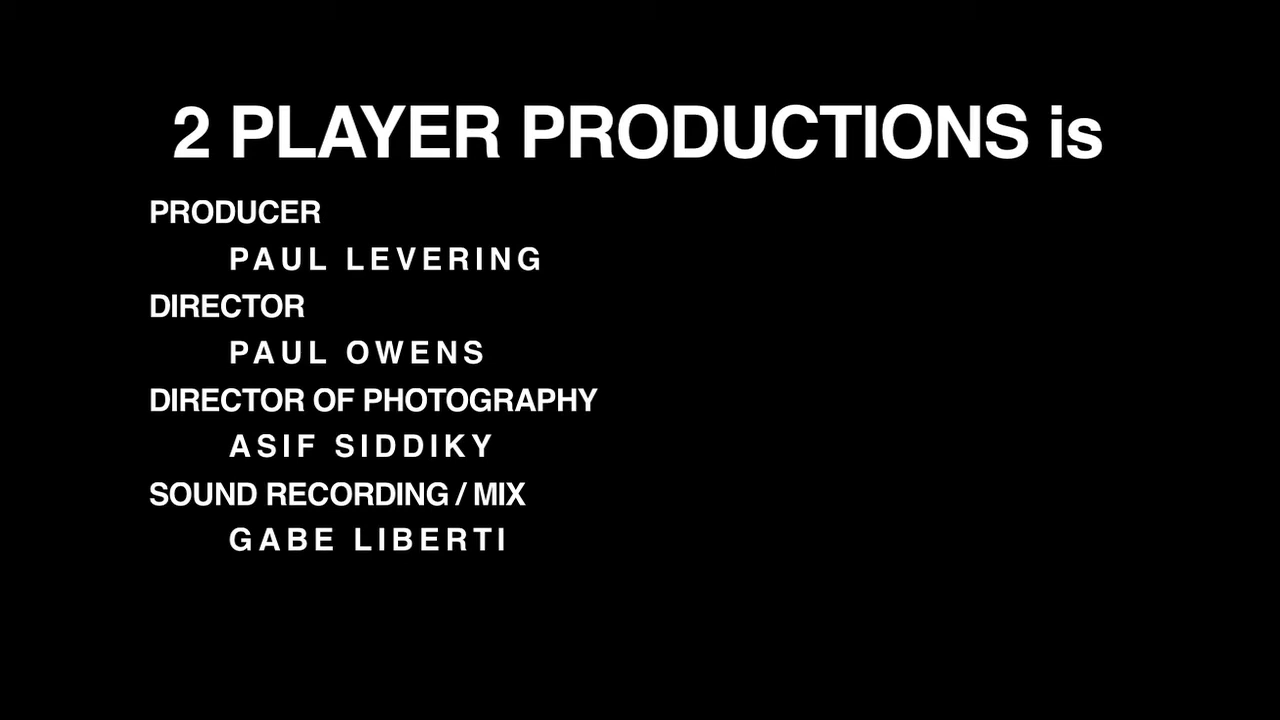 2 PLAYER PRODUCTIONS is
PRODUCER
PAUL LEVERING
DIRECTOR
PAUL OWENS
DIRECTOR OF PHOTOGRAPHY
ASIF SIDDIKY
SOUND RECORDING / MIX
GABE LIBERTI